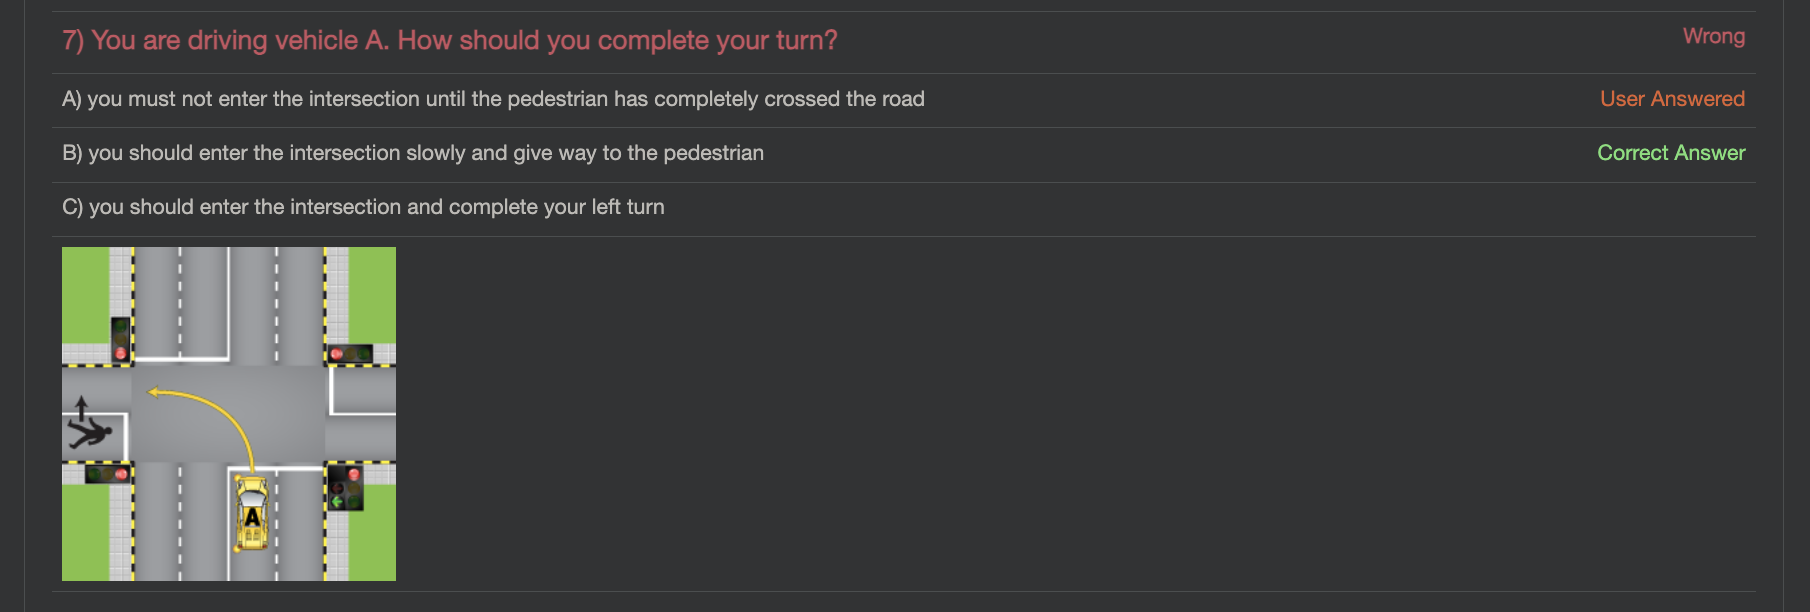 7) You are driving vehicle A. How should you complete your turn?
Wrong
A) you must not enter the intersection until the pedestrian has completely crossed the road
User Answered
B) you should enter the intersection slowly and give way to the pedestrian
Correct Answer
C) you should enter the intersection and complete your left turn
A